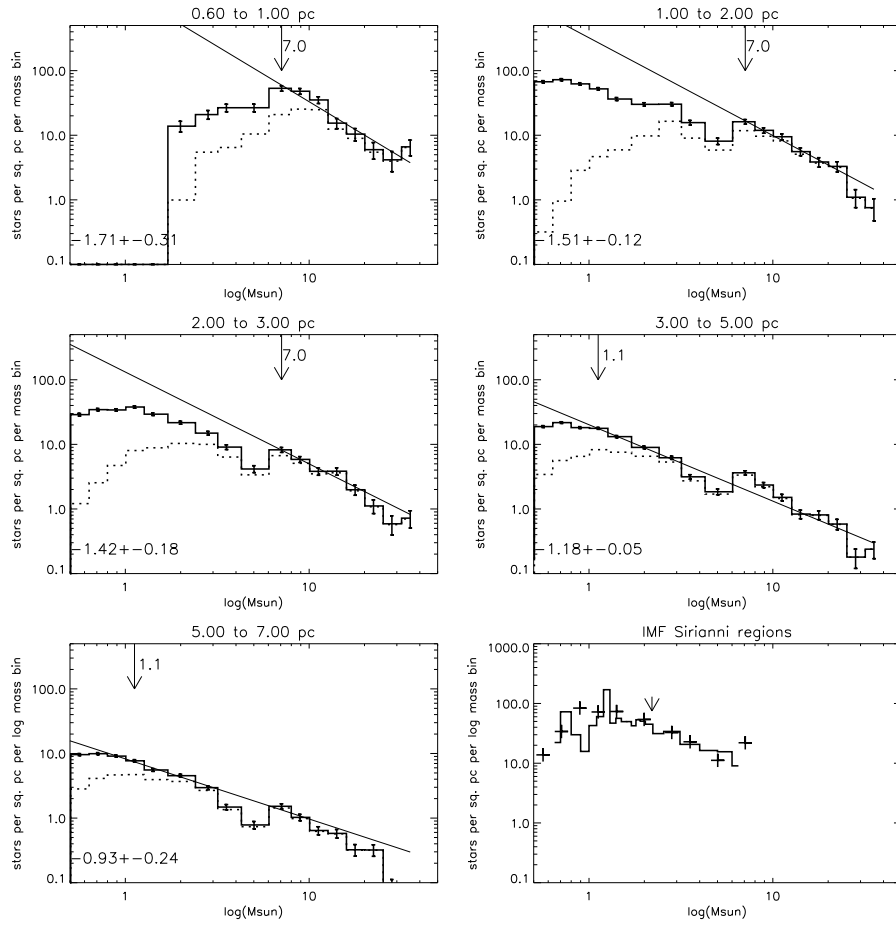 0.60 to 1.00 pc
7.0
stars per sq. pc per mass bin
100.0
10.0
1.0
0.1
-1.71+-0.31
1
10
log(Msun)
1.00 to 2.00 pc
7.0
stars per sq. pc per mass bin
100.0
10.0
1.0
0.1
-1.51+-0.12
1
10
log(Msun)
2.00 to 3.00 pc
7.0
stars per sq. pc per mass bin
100.0
10.0
1.0
0.1
-1.42+-0.18
1
10
log(Msun)
3.00 to 5.00 pc
1.1
stars per sq. pc per mass bin
100.0
10.0
1.0
0.1
-1.18+-0.05
1
10
log(Msun)
5.00 to 7.00 pc
1.1
stars per sq. pc per mass bin
100.0
10.0
1.0
0.1
-0.93+-0.24
1
10
log(Msun)
IMF Sirianni regions
stars per sq. pc per log mass bin
1000.0
100.0
10.0
1.0
0.1
1
10
log(Msun)